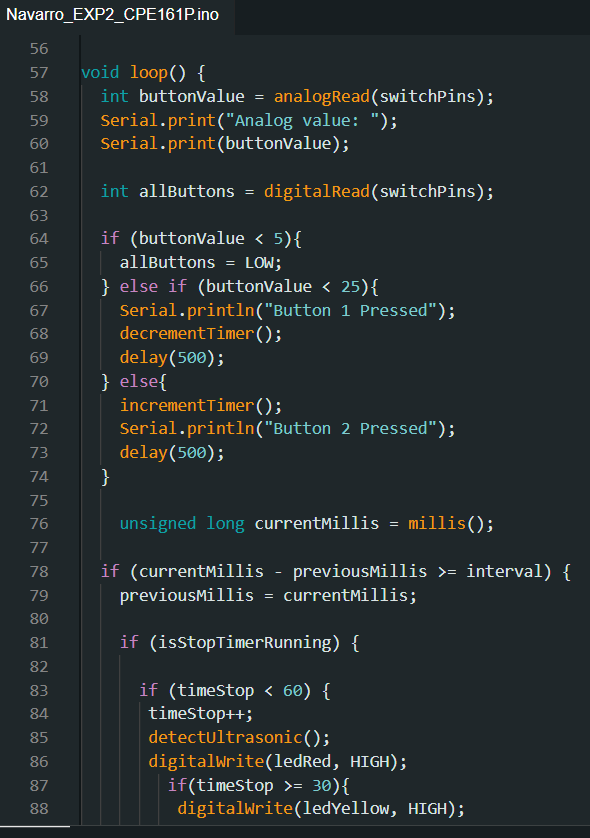 Navarro_EXP2_CPE161P.ino
56
57 void loop() {
58 int buttonValue = analogRead(switchPins);
59 Serial.print("Analog value: ");
60 Serial.print(buttonValue);
61
62 int allButtons = digitalRead(switchPins);
63
64 if (buttonValue < 5){
65 allButtons = LOW;
66 } else if (buttonValue < 25){
67 Serial.println("Button 1 Pressed");
68 decrementTimer();
69 delay(500);
70 } else{
71 incrementTimer();
72 Serial.println("Button 2 Pressed");
73 delay(500);
74 }
75
76 unsigned long currentMillis = millis();
77
78 if (currentMillis - previousMillis >= interval) {
79 previousMillis = currentMillis;
80
81 if (isStopTimerRunning) {
82
83 if (timeStop < 60) {
84 timeStop++;
85 detectUltrasonic();
86 digitalWrite(ledRed, HIGH);
87 if(timeStop >= 30){
88 digitalWrite(ledYellow, HIGH);